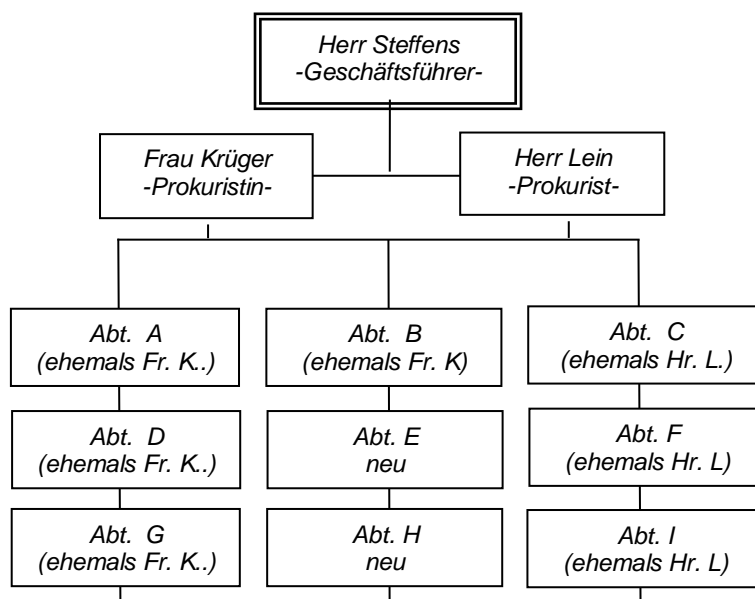 Herr Steffens
-Geschäftsführer-
Frau Krüger
-Prokuristin-
Herr Lein
-Prokurist-
Abt. A
(ehemals Fr. K..)
Abt. B
(ehemals Fr. K)
Abt. C
(ehemals Hr. L.)
Abt. D
(ehemals Fr. K..)
Abt. E
neu
Abt. F
(ehemals Hr. L)
Abt. G
(ehemals Fr. K..)
Abt. H
neu
Abt. I
(ehemals Hr. L)